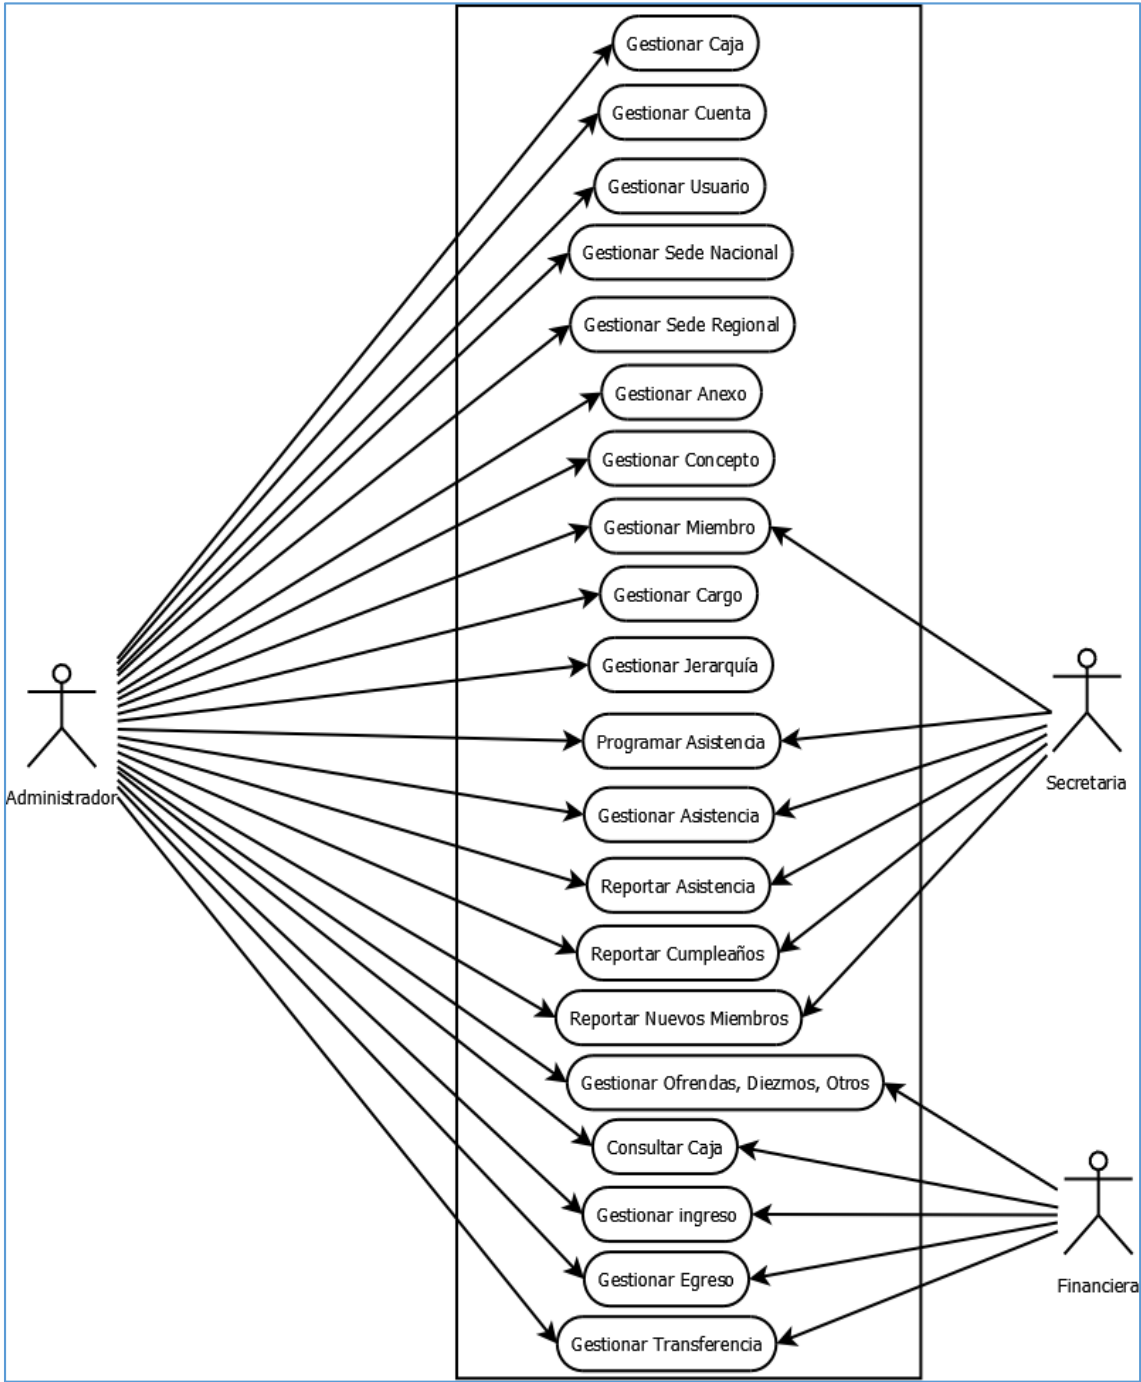 Gestionar Caja
Gestionar Cuenta
Gestionar Usuario
Gestionar Sede Nacional
Gestionar Sede Regional
Gestionar Anexo
Gestionar Concepto
Gestionar Miembro
Gestionar Cargo
Gestionar Jerarquía
Programar Asistencia
Gestionar Asistencia
Reportar Asistencia
Reportar Cumpleaños
Reportar Nuevos Miembros
Gestionar Ofrendas, Diezmos, Otros
Consultar Caja
Gestionar ingreso
Gestionar Egreso
Gestionar Transferencia
Administrador
Secretaria
Financiera